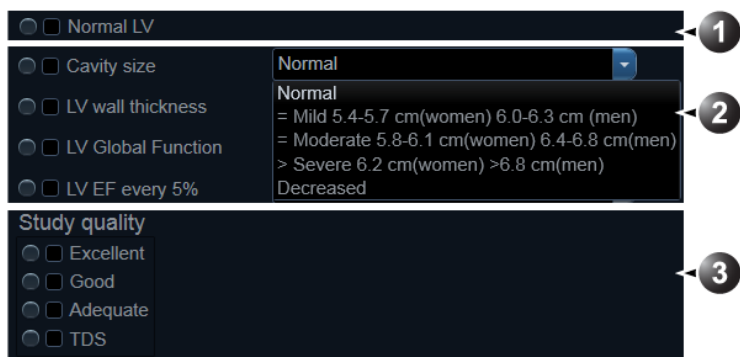 Normal LV
1
Cavity size Normal
Normal
LV wall thickness = Mild 5.4-5.7 cm(women) 6.0-6.3 cm (men)
2
= Moderate 5.8-6.1 cm(women) 6.4-6.8 cm(men)
LV Global Function
> Severe 6.2 cm(women) >6.8 cm(men)
LV EF every 5% Decreased
Study quality
Excellent
3
Good
Adequate
TDS